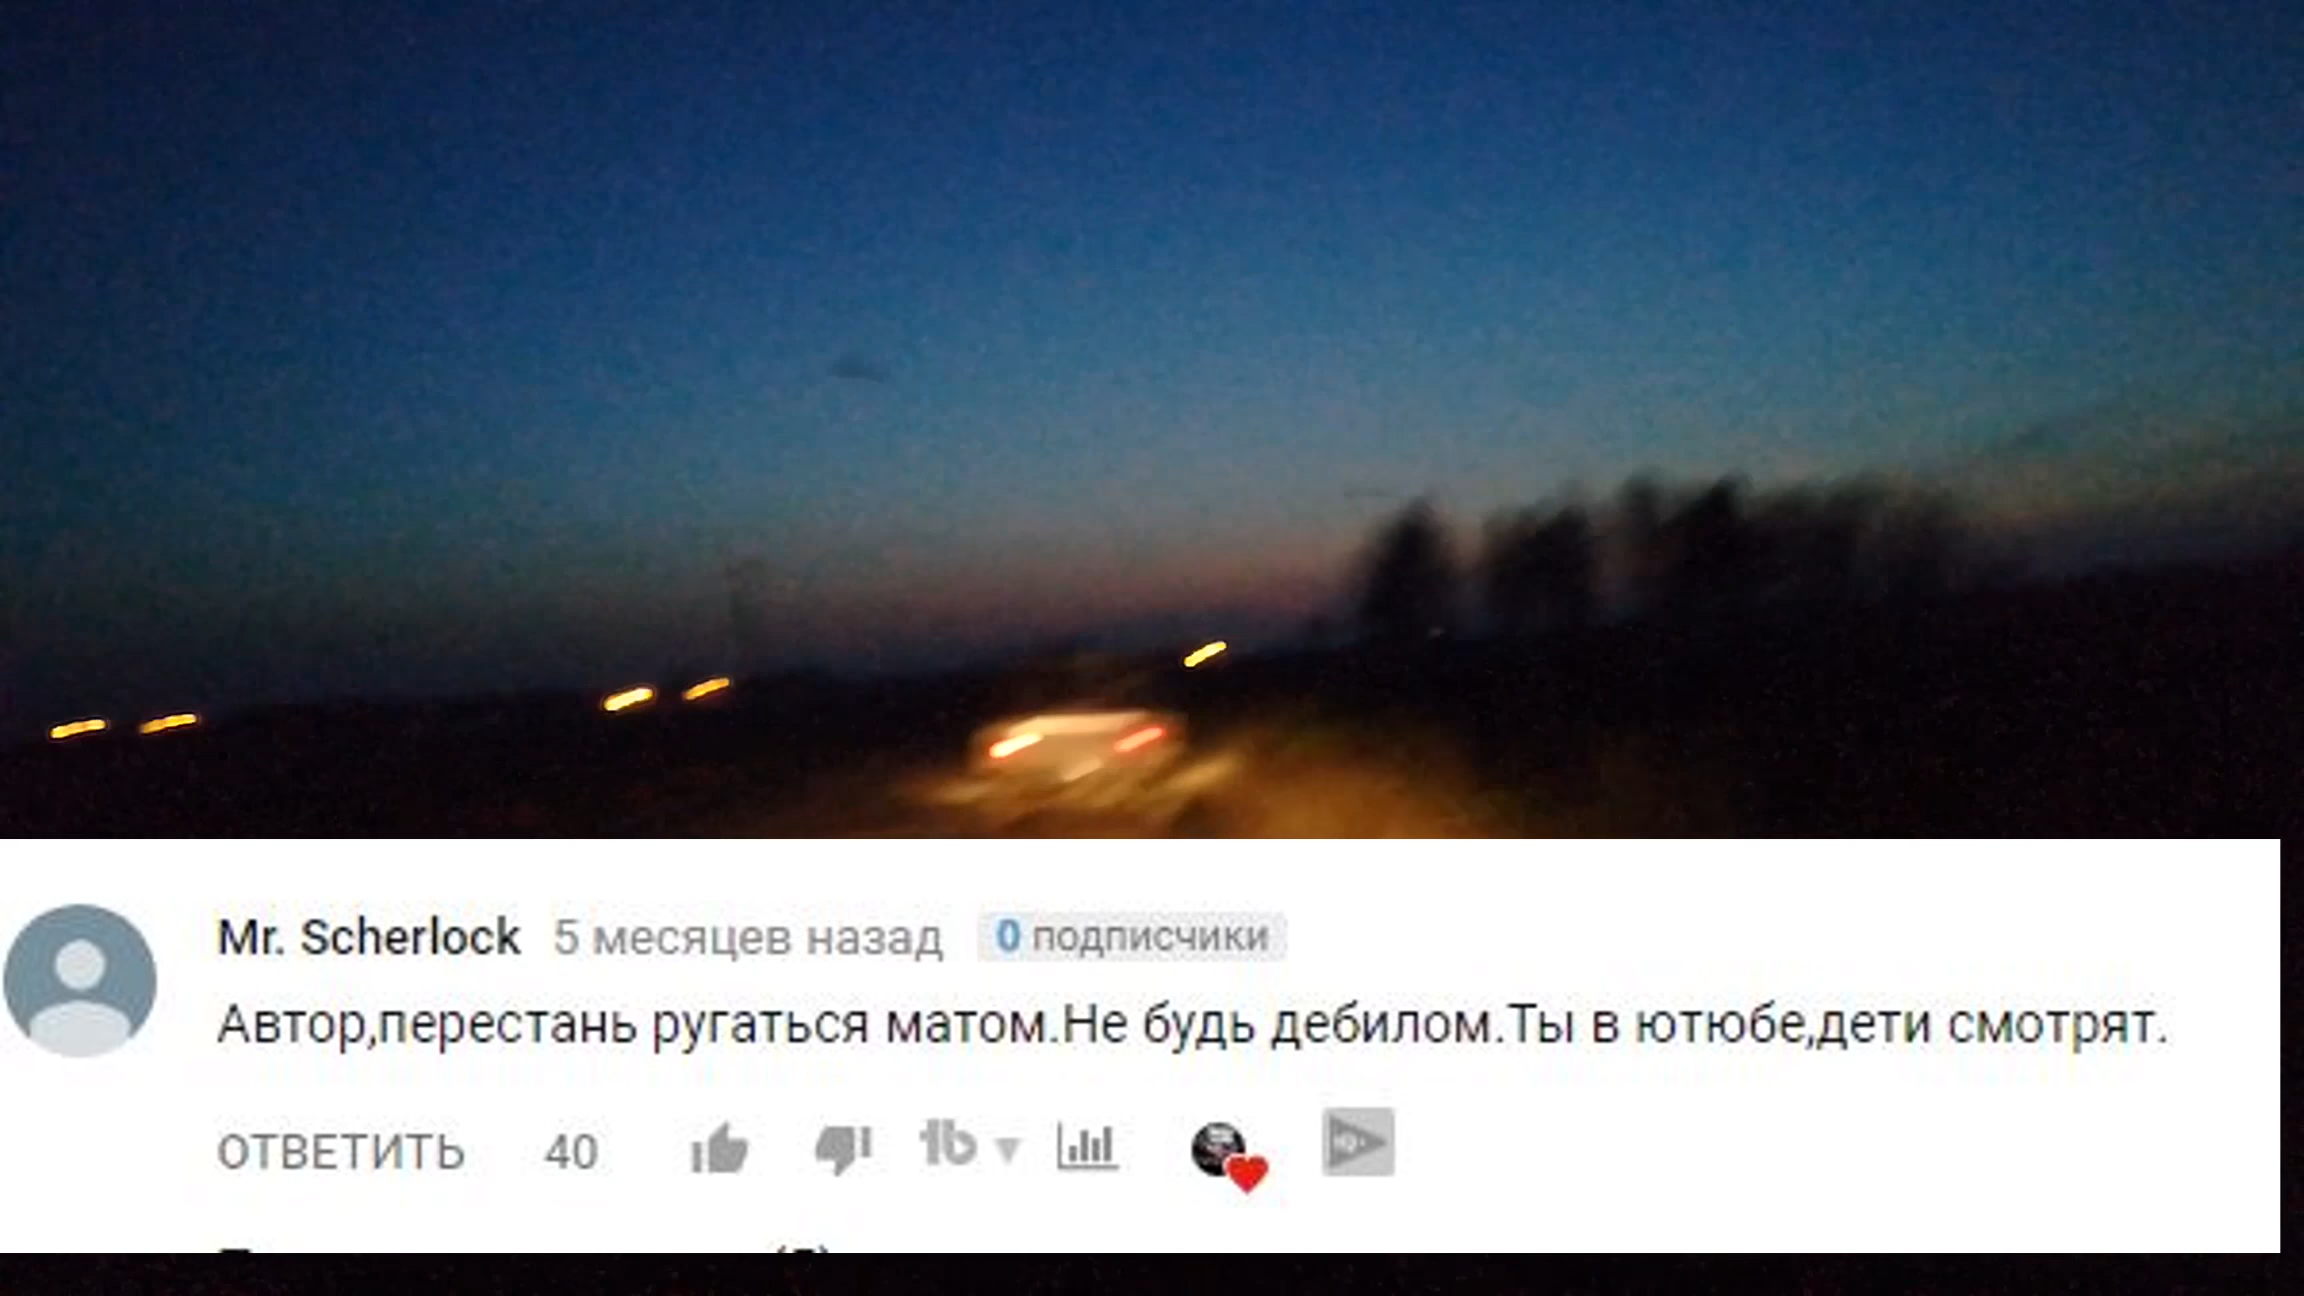 Mr. Scherlock 5 месяцев назад 0 подписчики
Автор,перестань ругаться матом.Не будь дебилом.Ты в ютюбе,дети смотрят.
ОТВЕТИТЬ 40